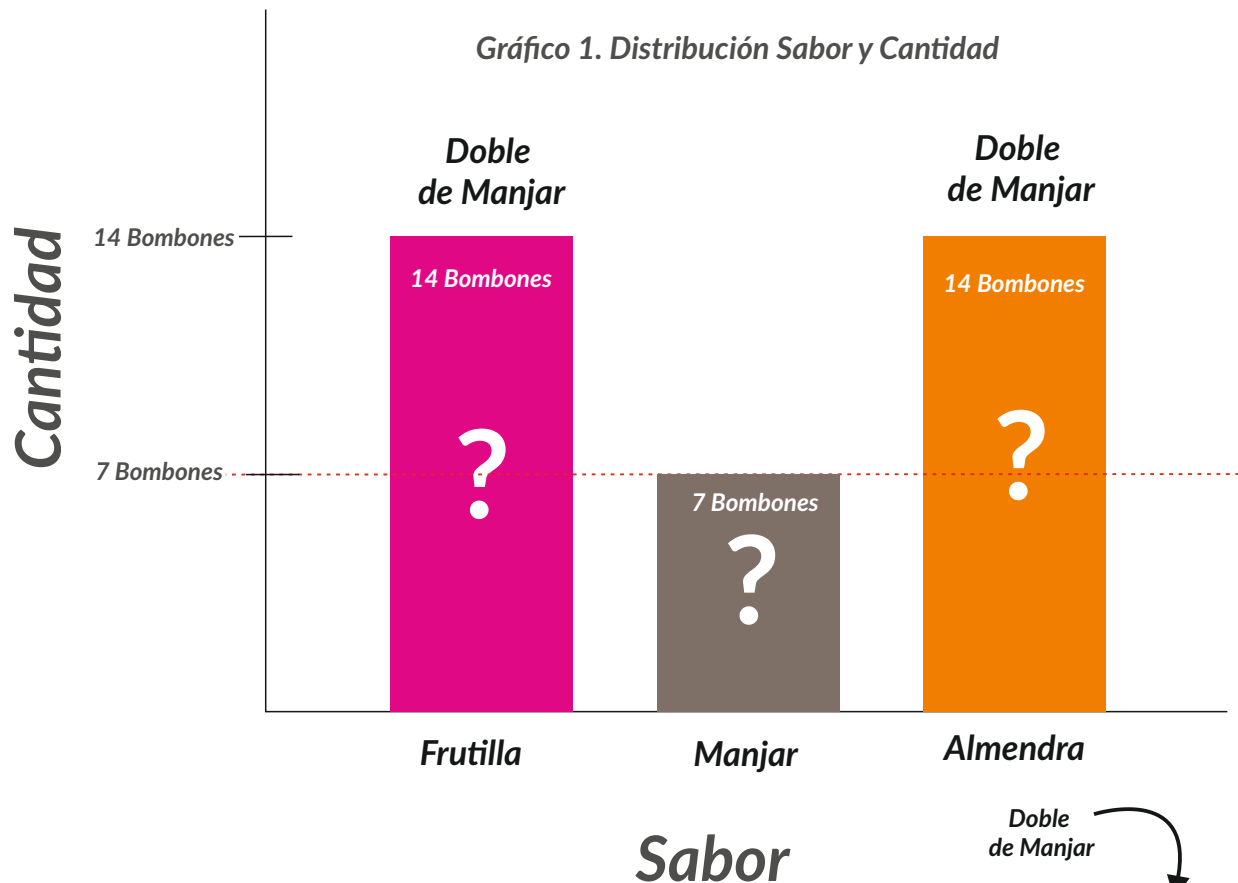 Gráfico 1. Distribución Sabor y Cantidad
Doble
de Manjar
Doble
de Manjar
Cantidad
14 Bombones
14 Bombones
14 Bombones
?
?
7 Bombones
7 Bombones
?
Frutilla
Manjar
Almendra
Doble
de Manjar
Sabor